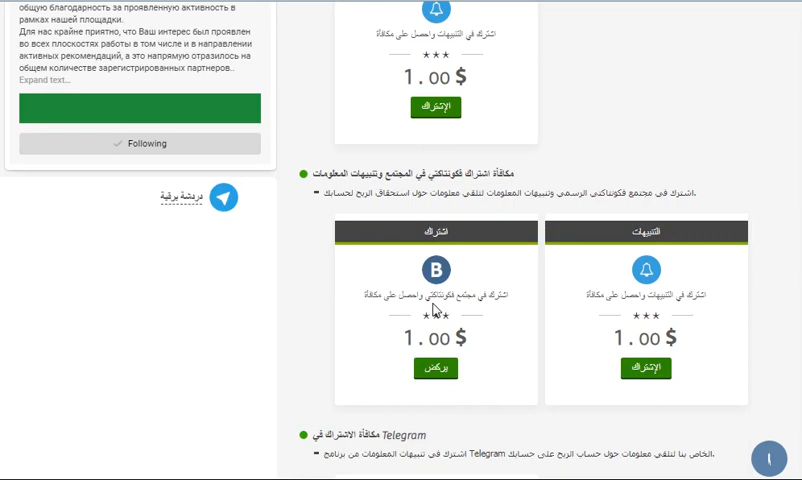 общую благодарность за проявленную активность в
рамках нашей площадки.
Для нас крайне приятно, что Ваш интерес был проявлен
во всех плоскостях работы в том числе и в направлении
активных рекомендаций, а это напрямую отразилось на
общем количестве зарегистрированных партнеров..
Expand text...
Following
دردشة برقية
اشترك في التنبيهات واحصل على مكافأة
***
1.00 $
الإشتراك
مكافأة اشتراك فكونتاكتي في المجتمع وتنبيهات المعلومات
- اشترك في مجتمع فكونتاكتي الرسمي وتنبيهات المعلومات لتلقي معلومات حول استحقاق الربح لحسابك.
اشتراك
B
اشترك في مجتمع فكونتاكتي واحصل على مكافأة
***
1.00 $
يركض
التنبيهات
اشترك في التنبيهات واحصل على مكافأة
***
1.00 $
الإشتراك
مكافأة الاشتراك في Telegram
- اشترك في تنبيهات المعلومات من برنامج Telegram الخاص بنا لتلقي معلومات حول حساب الربح على حسابك.
١